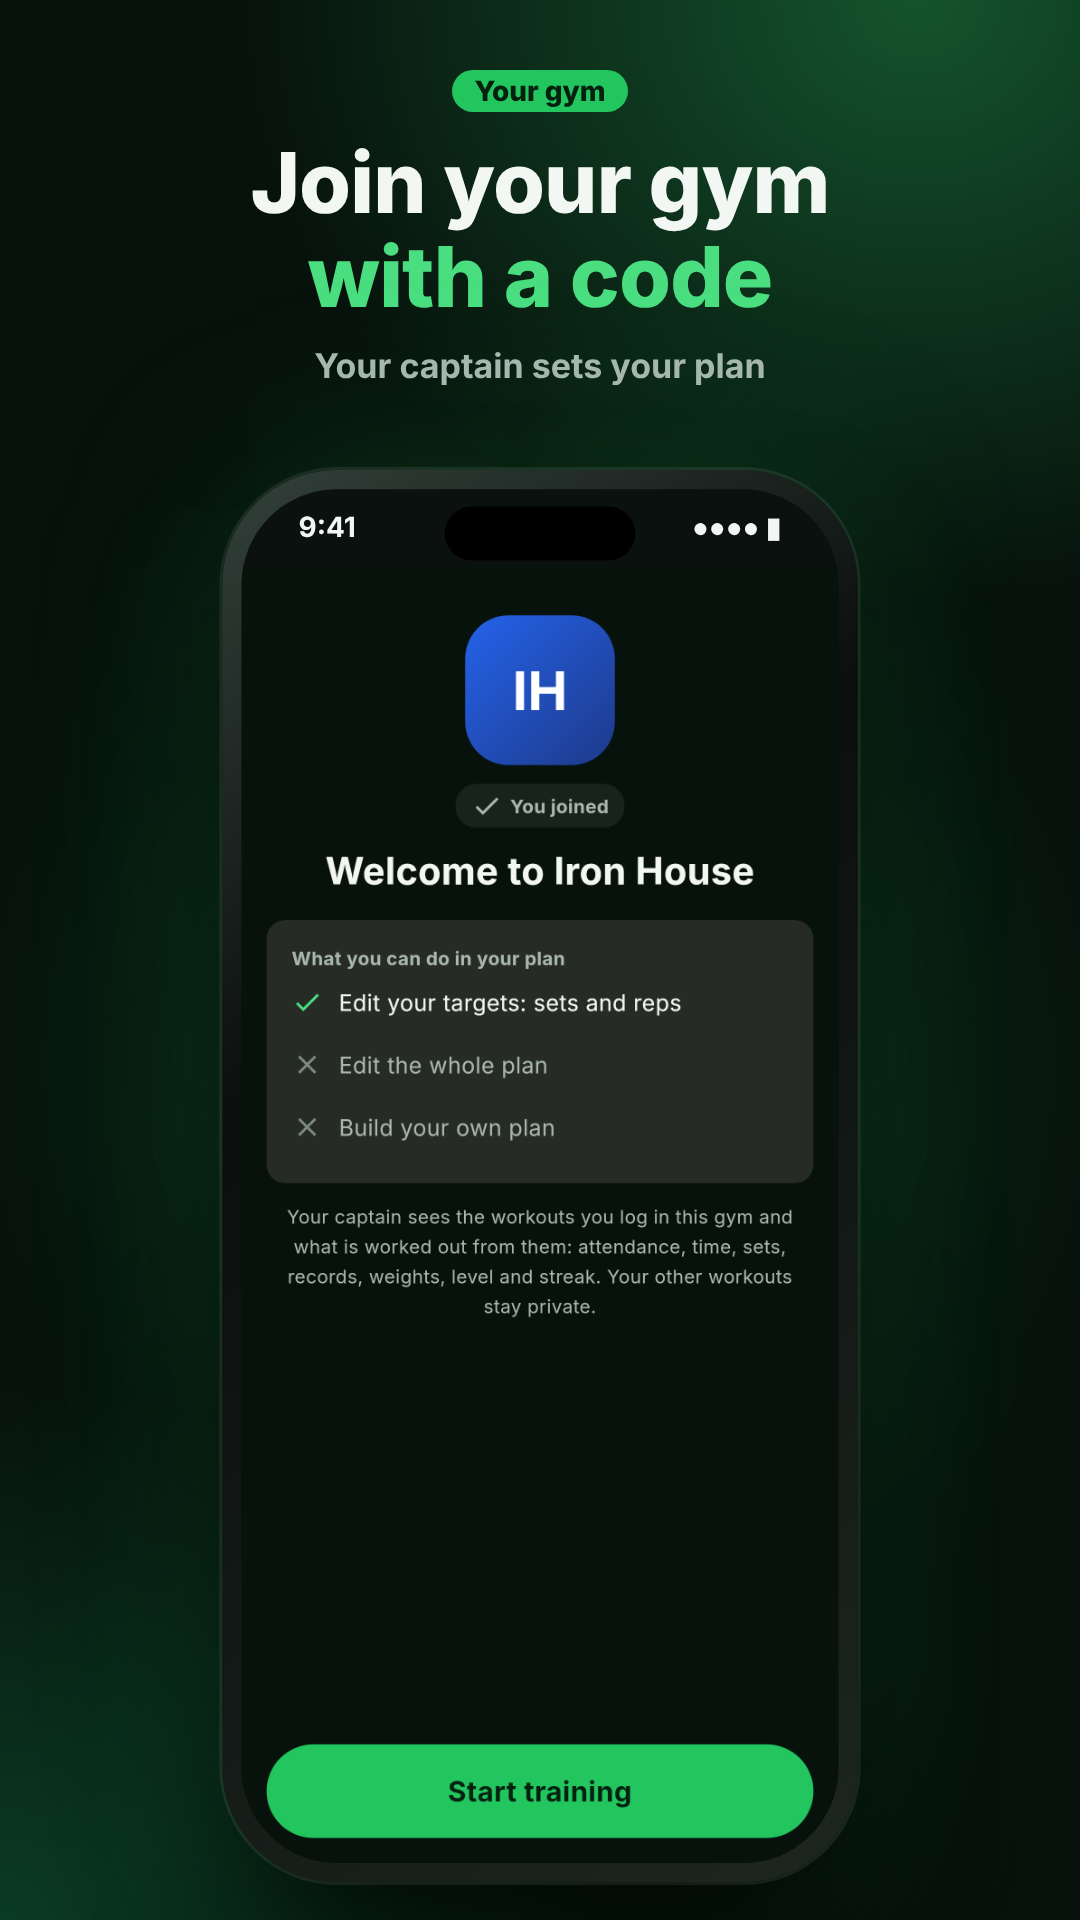 Your gym
Join your gym
with a code
Your captain sets your plan
9:41
IH
You joined
Welcome to Iron House
What you can do in your plan
Edit your targets: sets and reps
Edit the whole plan
Build your own plan
Your captain sees the workouts you log in this gym and
what is worked out from them: attendance, time, sets,
records, weights, level and streak. Your other workouts
stay private.
Start training